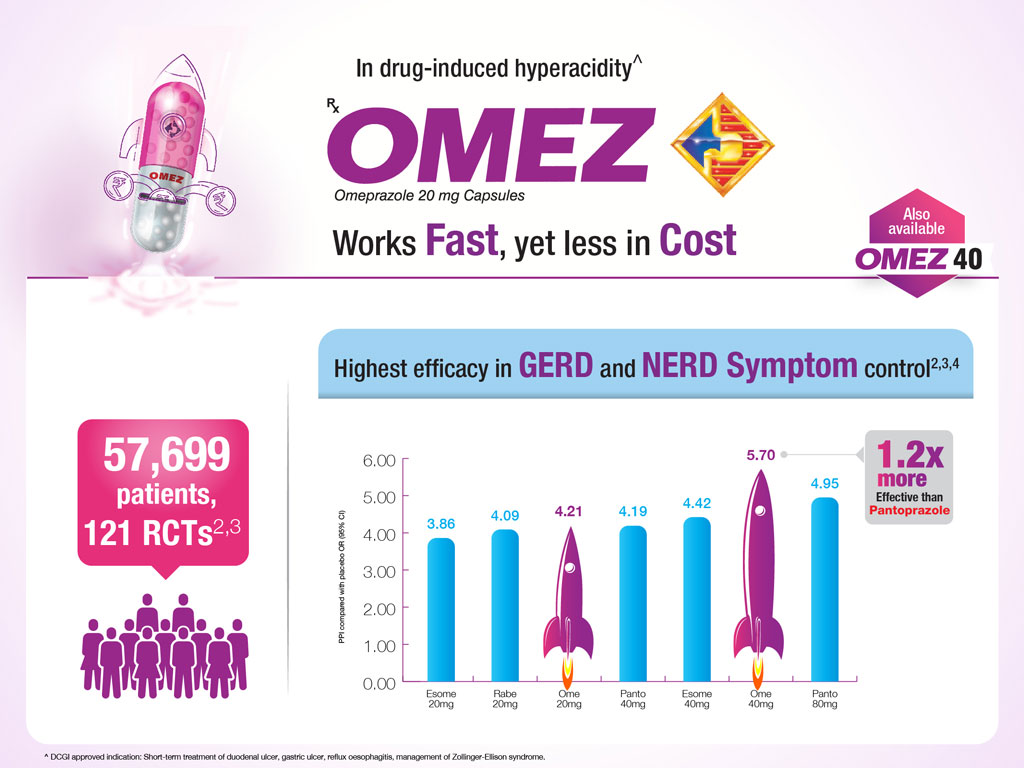 In drug-induced hyperacidity^
Rx
OMEZ
Omeprazole 20 mg Capsules
OMEZ
₹ ₹ ₹
Works Fast, yet less in Cost
Also
available
OMEZ 40
Highest efficacy in GERD and NERD Symptom control2,3,4
57,699
patients,
121 RCTs2,3
PPI compared with placebo OR (95% CI)
6.00
5.00
4.00
3.00
2.00
1.00
0.00
3.86
4.09
4.21
4.19
4.42
5.70
4.95
1.2x
more
Effective than
Pantoprazole
Esome
20mg
Rabe
20mg
Ome
20mg
Panto
40mg
Esome
40mg
Ome
40mg
Panto
80mg
^ DCGI approved indication: Short-term treatment of duodenal ulcer, gastric ulcer, reflux oesophagitis, management of Zollinger-Ellison syndrome.